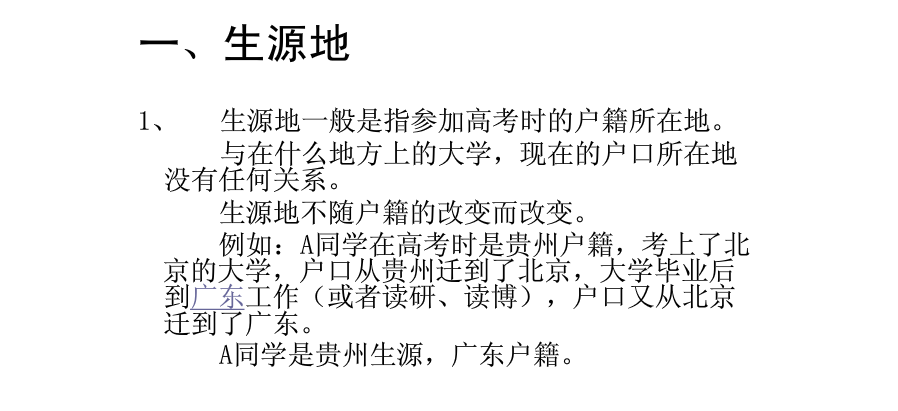 一、生源地
1、 生源地一般是指参加高考时的户籍所在地。
与在什么地方上的大学，现在的户口所在地
没有任何关系。
生源地不随户籍的改变而改变。
例如：A同学在高考时是贵州户籍，考上了北
京的大学，户口从贵州迁到了北京，大学毕业后
到广东工作（或者读研、读博），户口又从北京
迁到了广东。
A同学是贵州生源，广东户籍。